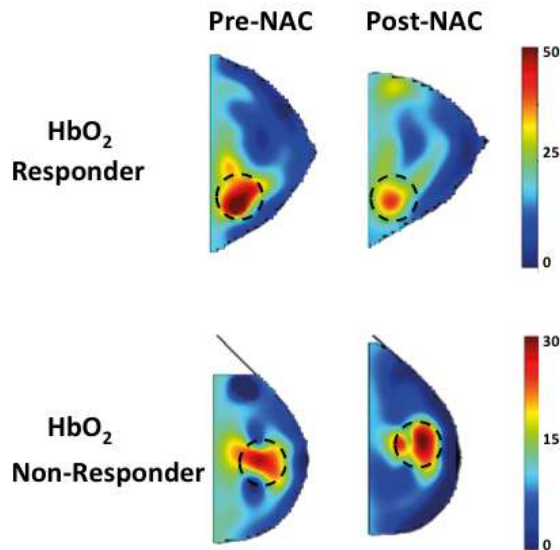 Pre-NAC Post-NAC
50
HbO₂
Responder
25
0
30
HbO₂
Non-Responder
15
0